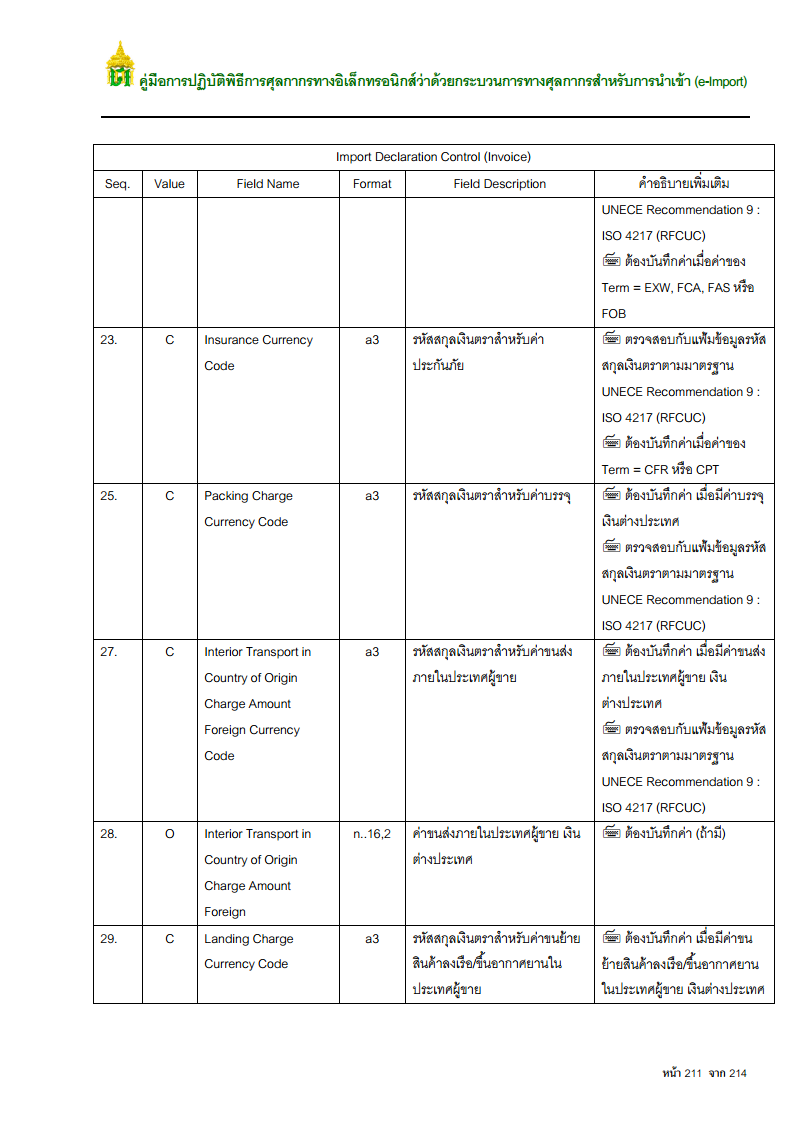 คู่มือการปฏิบัติพิธีการศุลกากรทางอิเล็กทรอนิกส์ว่าด้วยกระบวนการทางศุลกากรสำหรับการนำเข้า (e-Import)
Import Declaration Control (Invoice)
Seq. Value Field Name Format Field Description คำอธิบายเพิ่มเติม
UNECE Recommendation 9 :
ISO 4217 (RFCUC)
ต้องบันทึกค่าเมื่อค่าของ
Term = EXW, FCA, FAS หรือ
FOB
23. C Insurance Currency a3 รหัสสกุลเงินตราสำหรับค่า ตรวจสอบกับแฟ้มข้อมูลรหัส
Code ประกันภัย สกุลเงินตราตามมาตรฐาน
UNECE Recommendation 9 :
ISO 4217 (RFCUC)
ต้องบันทึกค่าเมื่อค่าของ
Term = CFR หรือ CPT
25. C Packing Charge a3 รหัสสกุลเงินตราสำหรับค่าบรรจุ ต้องบันทึกค่า เมื่อมีค่าบรรจุ
Currency Code เงินต่างประเทศ
ตรวจสอบกับแฟ้มข้อมูลรหัส
สกุลเงินตราตามมาตรฐาน
UNECE Recommendation 9 :
ISO 4217 (RFCUC)
27. C Interior Transport in a3 รหัสสกุลเงินตราสำหรับค่าขนส่ง ต้องบันทึกค่า เมื่อมีค่าขนส่ง
Country of Origin ภายในประเทศผู้ขาย ภายในประเทศผู้ขาย เงิน
Charge Amount ต่างประเทศ
Foreign Currency ตรวจสอบกับแฟ้มข้อมูลรหัส
Code สกุลเงินตราตามมาตรฐาน
UNECE Recommendation 9 :
ISO 4217 (RFCUC)
28. O Interior Transport in n..16,2 ค่าขนส่งภายในประเทศผู้ขาย เงิน ต้องบันทึกค่า (ถ้ามี)
Country of Origin ต่างประเทศ
Charge Amount
Foreign
29. C Landing Charge a3 รหัสสกุลเงินตราสำหรับค่าขนย้าย ต้องบันทึกค่า เมื่อมีค่าขน
Currency Code สินค้าลงเรือ/ขึ้นอากาศยานใน ย้ายสินค้าลงเรือ/ขึ้นอากาศยาน
ประเทศผู้ขาย ในประเทศผู้ขาย เงินต่างประเทศ
หน้า 211 จาก 214